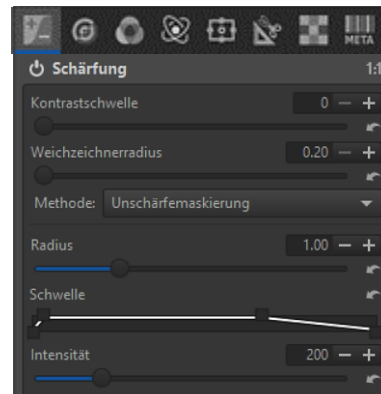 META
Schärfung 1:1
Kontrastschwelle 0
Weichzeichnerradius 0.20
Methode: Unschärfemaskierung
Radius 1.00
Schwelle
Intensität 200